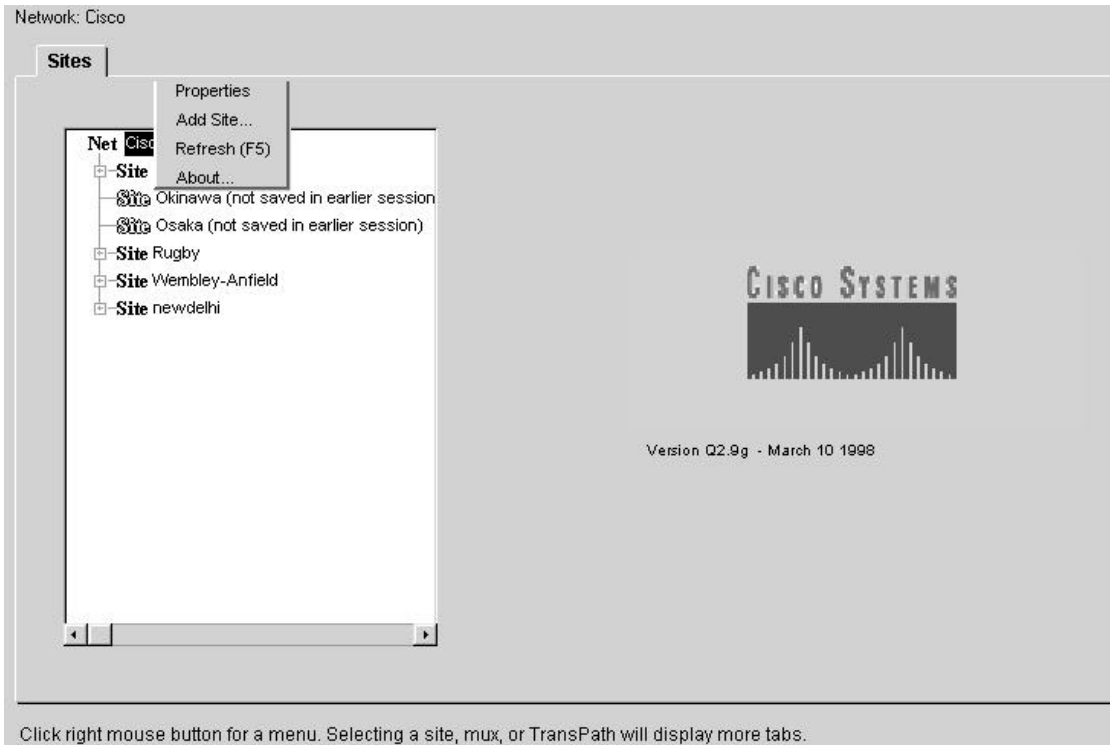 Network: Cisco
Sites
Properties
Add Site...
Refresh (F5)
About...
Net Cisc
Site
Site Okinawa (not saved in earlier session
Site Osaka (not saved in earlier session)
Site Rugby
Site Wembley-Anfield
Site newdelhi
CISCO SYSTEMS
Version Q2.9g - March 10 1998
Click right mouse button for a menu. Selecting a site, mux, or TransPath will display more tabs.